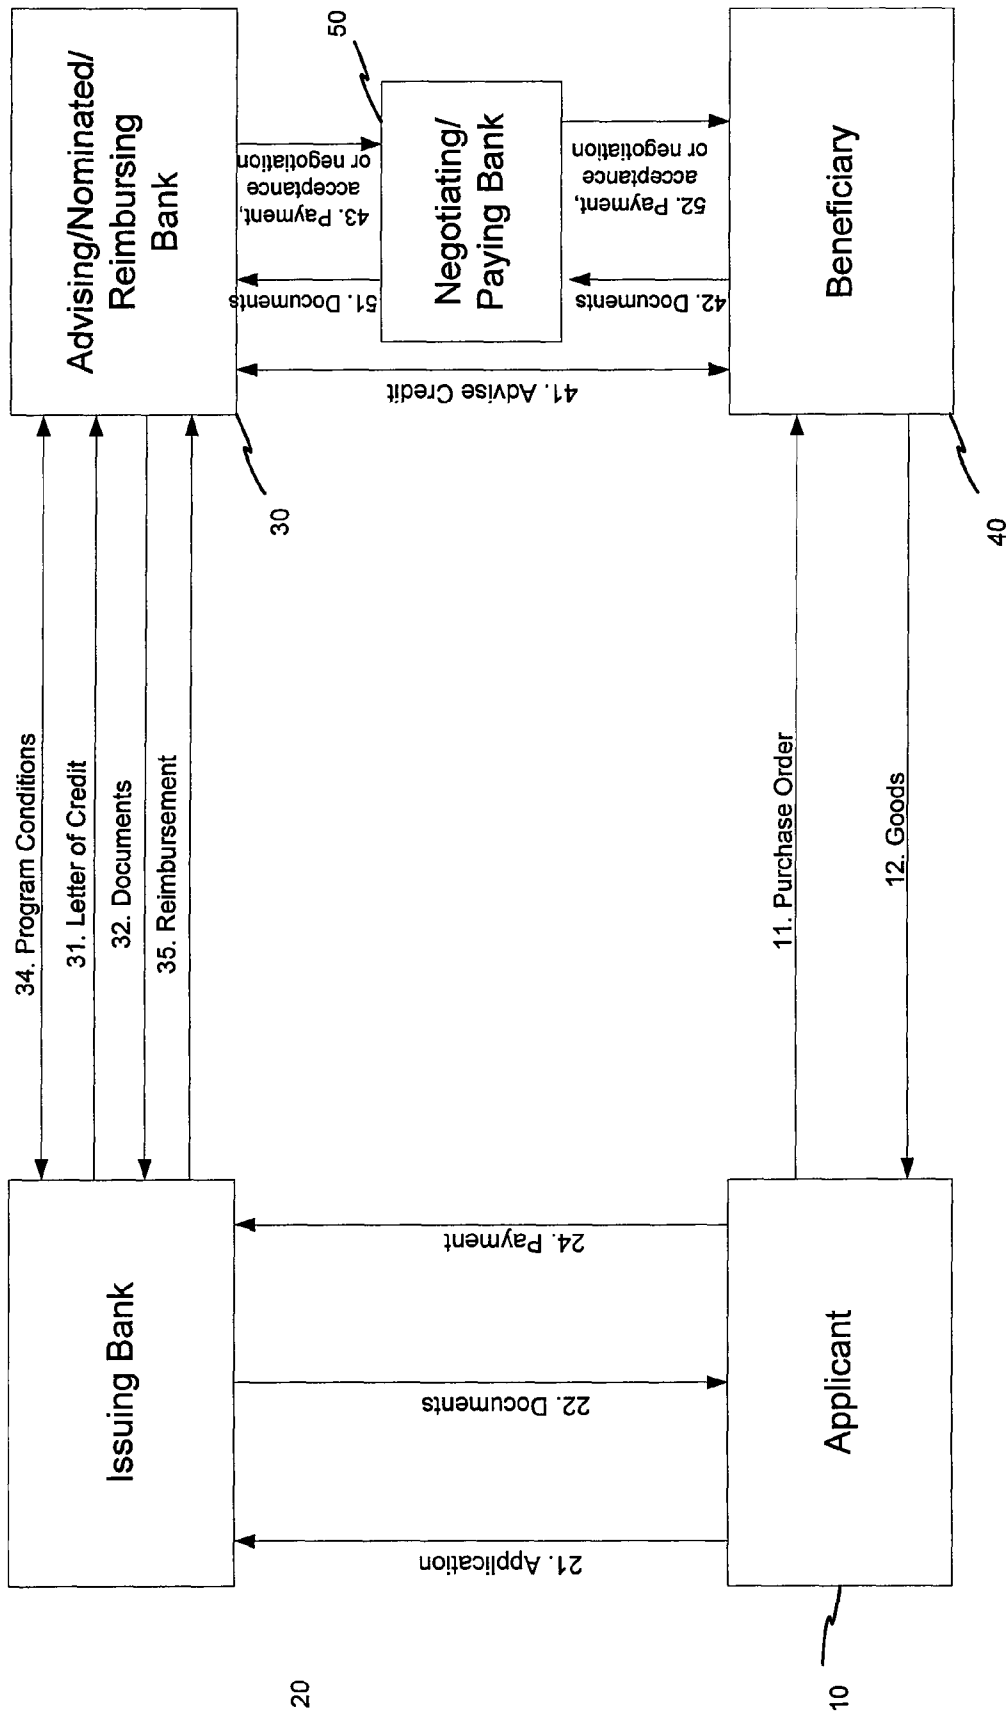 Issuing Bank
20
34. Program Conditions
31. Letter of Credit
32. Documents
35. Reimbursement
Advising/Nominated/
Reimbursing
Bank
30
21. Application
22. Documents
24. Payment
41. Advise Credit
51. Documents
43. Payment,
acceptance
or negotiation
50
Negotiating/
Paying Bank
42. Documents
52. Payment,
acceptance
or negotiation
Applicant
10
11. Purchase Order
12. Goods
Beneficiary
40